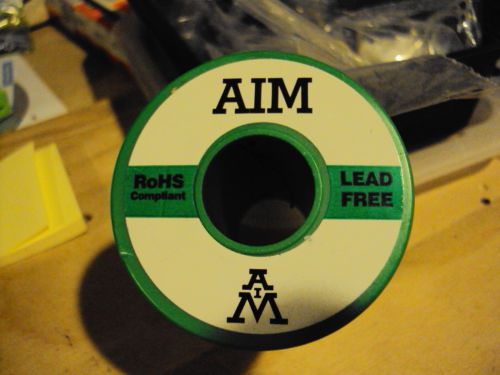 AIM
RoHS
Compliant
LEAD
FREE
A
I
M